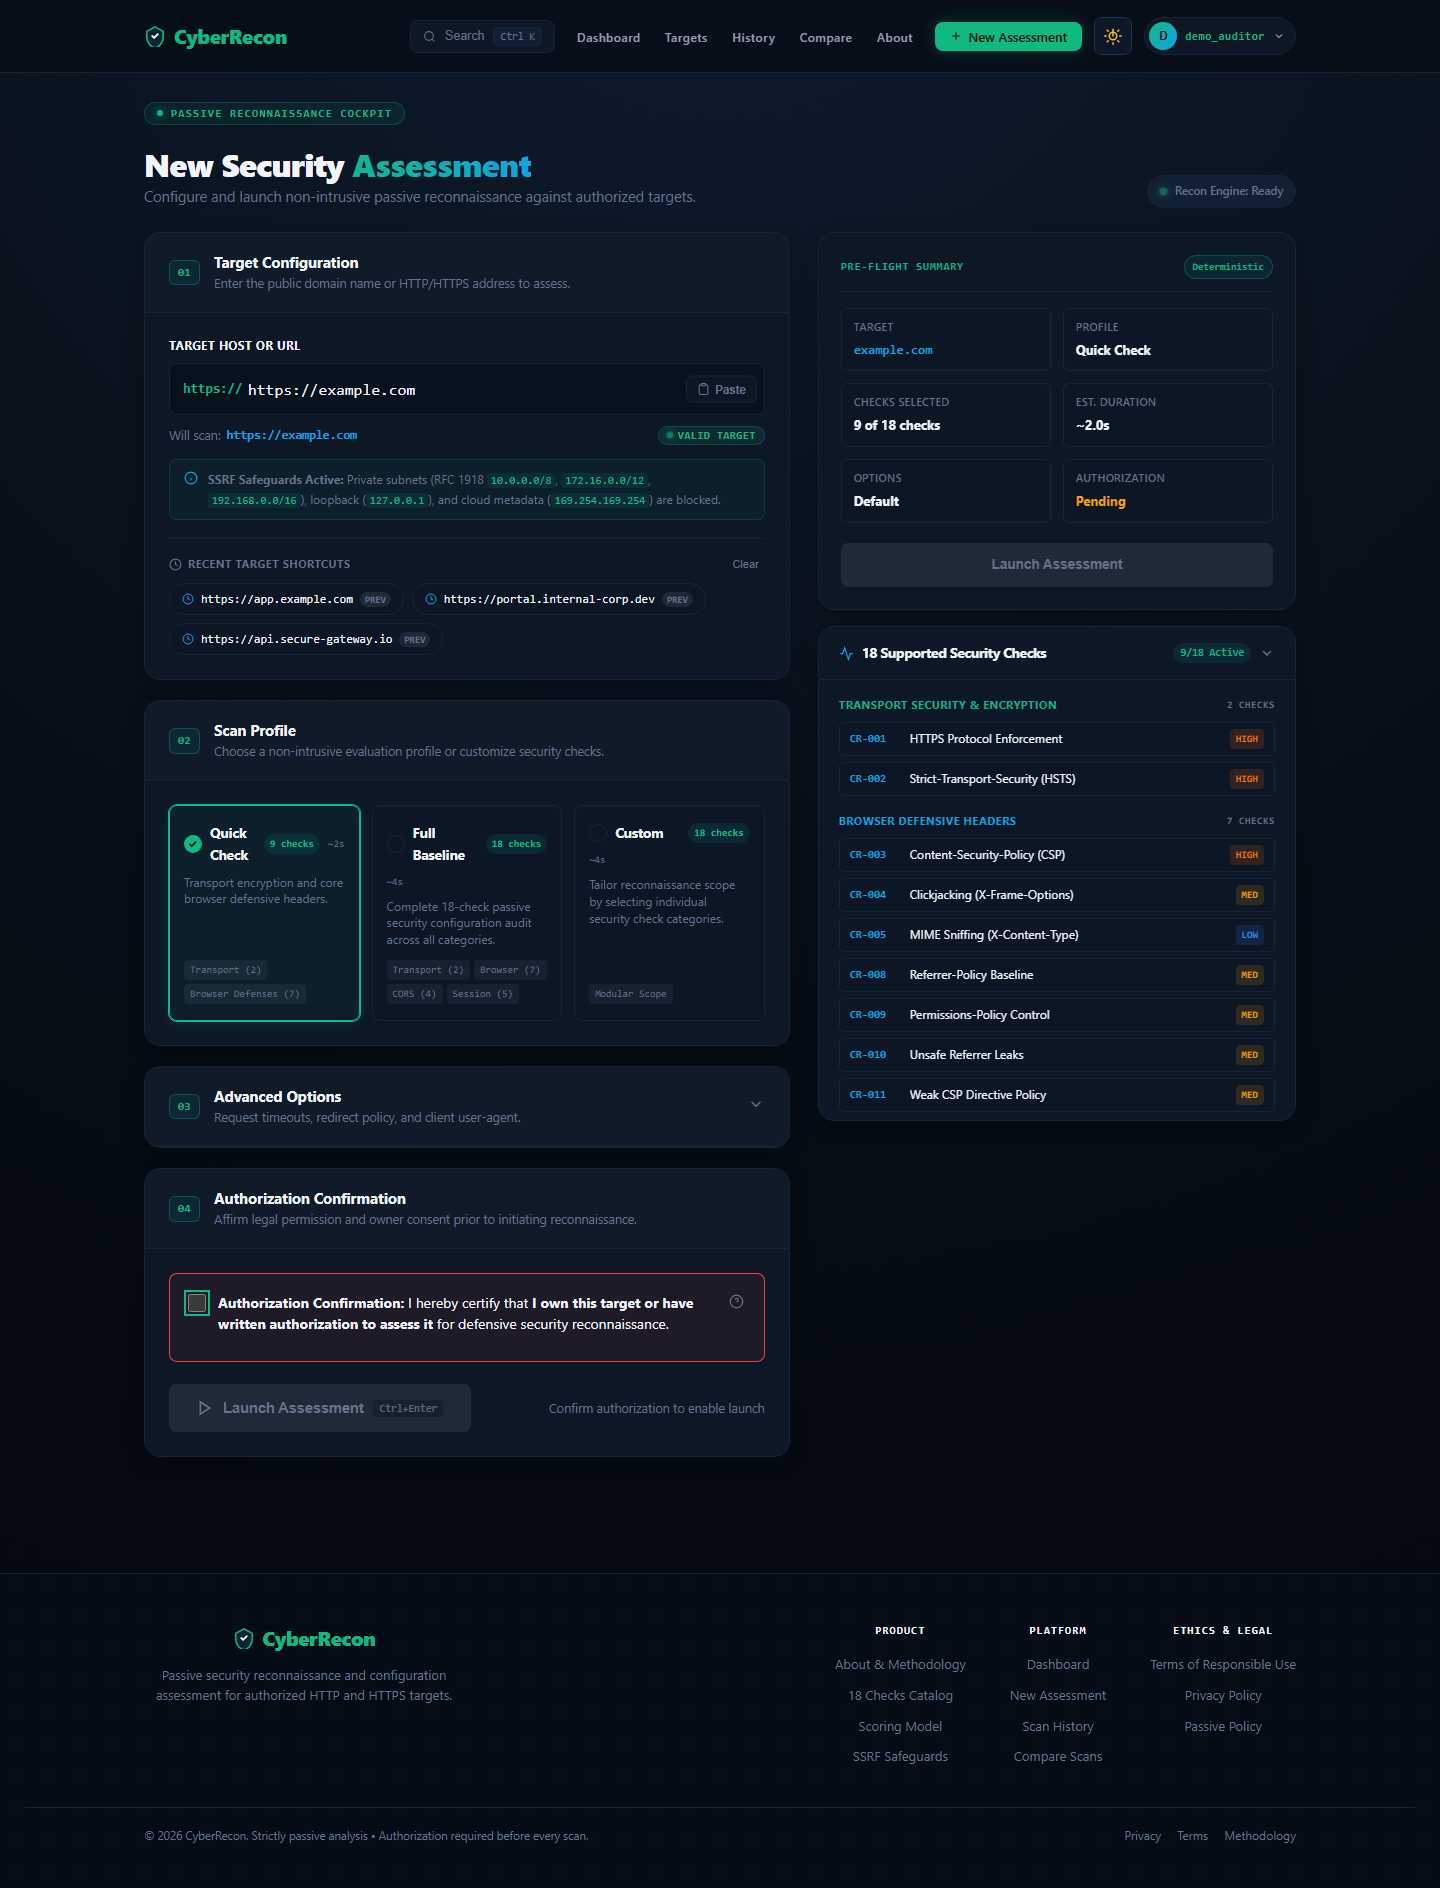 CyberRecon
Search Ctrl K
Dashboard
Targets
History
Compare
About
+ New Assessment
D demo_auditor
PASSIVE RECONNAISSANCE COCKPIT
New Security Assessment
Configure and launch non-intrusive passive reconnaissance against authorized targets.
Recon Engine: Ready
01
Target Configuration
Enter the public domain name or HTTP/HTTPS address to assess.
TARGET HOST OR URL
https:// https://example.com
Paste
Will scan: https://example.com
VALID TARGET
SSRF Safeguards Active: Private subnets (RFC 1918 10.0.0.0/8, 172.16.0.0/12,
192.168.0.0/16), loopback (127.0.0.1), and cloud metadata (169.254.169.254) are blocked.
RECENT TARGET SHORTCUTS
Clear
https://app.example.com PREV
https://portal.internal-corp.dev PREV
https://api.secure-gateway.io PREV
02
Scan Profile
Choose a non-intrusive evaluation profile or customize security checks.
Quick
Check
9 checks ~2s
Transport encryption and core
browser defensive headers.
Transport (2)
Browser Defenses (7)
Full
Baseline
18 checks
~4s
Complete 18-check passive
security configuration audit
across all categories.
Transport (2) Browser (7)
CORS (4) Session (5)
Custom 18 checks
~4s
Tailor reconnaissance scope
by selecting individual
security check categories.
Modular Scope
03
Advanced Options
Request timeouts, redirect policy, and client user-agent.
04
Authorization Confirmation
Affirm legal permission and owner consent prior to initiating reconnaissance.
Authorization Confirmation: I hereby certify that I own this target or have
written authorization to assess it for defensive security reconnaissance.
Launch Assessment Ctrl+Enter
Confirm authorization to enable launch
PRE-FLIGHT SUMMARY
Deterministic
TARGET
example.com
PROFILE
Quick Check
CHECKS SELECTED
9 of 18 checks
EST. DURATION
~2.0s
OPTIONS
Default
AUTHORIZATION
Pending
Launch Assessment
18 Supported Security Checks
9/18 Active
TRANSPORT SECURITY & ENCRYPTION 2 CHECKS
CR-001 HTTPS Protocol Enforcement HIGH
CR-002 Strict-Transport-Security (HSTS) HIGH
BROWSER DEFENSIVE HEADERS 7 CHECKS
CR-003 Content-Security-Policy (CSP) HIGH
CR-004 Clickjacking (X-Frame-Options) MED
CR-005 MIME Sniffing (X-Content-Type) LOW
CR-008 Referrer-Policy Baseline MED
CR-009 Permissions-Policy Control MED
CR-010 Unsafe Referrer Leaks MED
CR-011 Weak CSP Directive Policy MED
CyberRecon
Passive security reconnaissance and configuration
assessment for authorized HTTP and HTTPS targets.
PRODUCT
About & Methodology
18 Checks Catalog
Scoring Model
SSRF Safeguards
PLATFORM
Dashboard
New Assessment
Scan History
Compare Scans
ETHICS & LEGAL
Terms of Responsible Use
Privacy Policy
Passive Policy
© 2026 CyberRecon. Strictly passive analysis • Authorization required before every scan.
Privacy
Terms
Methodology